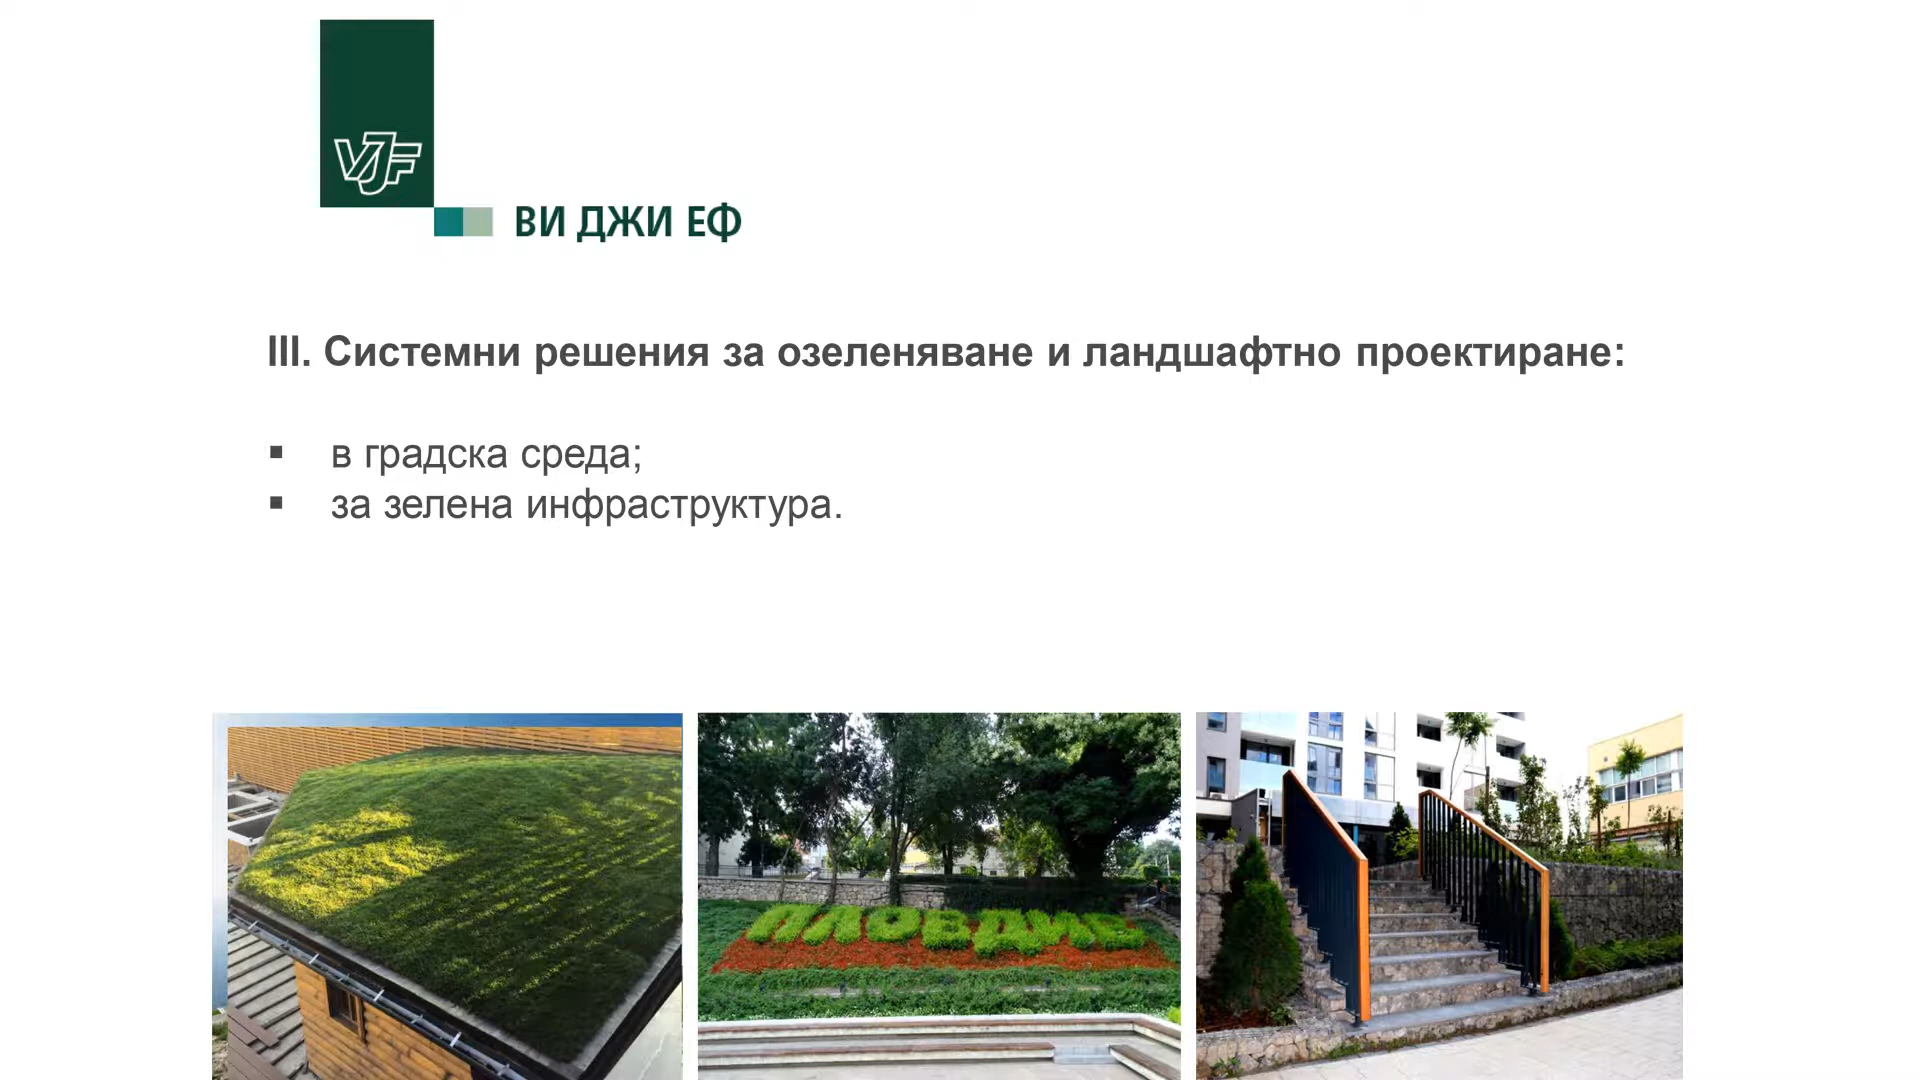 VJF
ВИ ДЖИ ЕФ
III. Системни решения за озеленяване и ландшафтно проектиране:
▪ в градска среда;
▪ за зелена инфраструктура.
ПЛОВДИВ